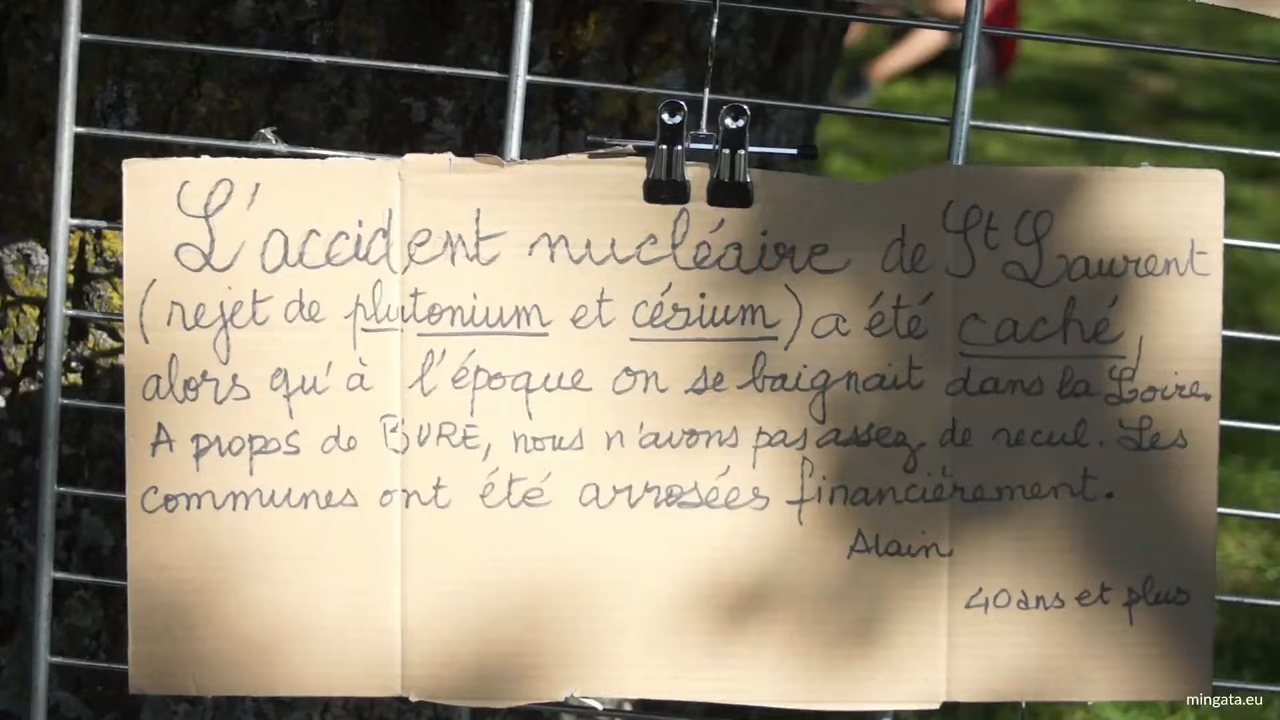 L'accident nucléaire de St Laurent
(rejet de plutonium et césium) a été caché,
alors qu'à l'époque on se baignait dans la Loire.
A propos de BURE, nous n'avons pas assez de recul. Les
communes ont été arrosées financièrement.
Alain
40 ans et plus
mingata.eu